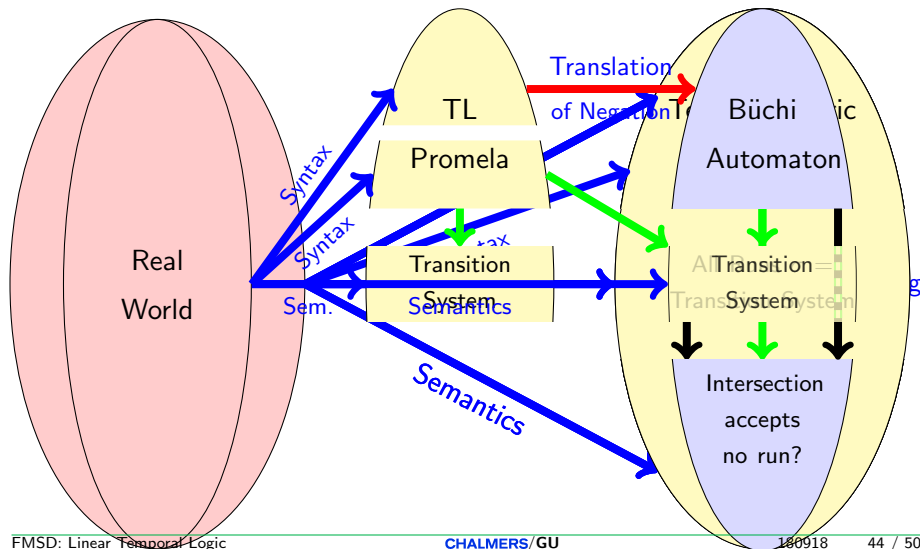 Translation
of Negation
TL
Promela
Büchi
Automaton
Syntax
Syntax
Real
World
Transition
System
Transition
System
Sem.
Semantics
Semantics
Intersection
accepts
no run?
FMSD: Linear Temporal Logic
CHALMERS/GU
180918
44 / 50